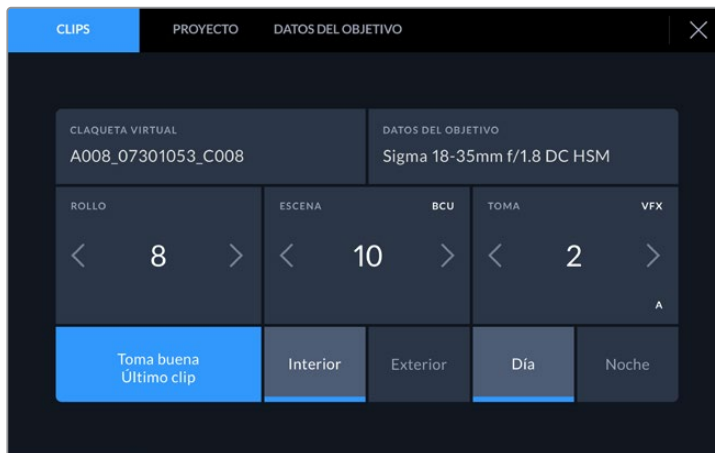 CLIPS PROYECTO DATOS DEL OBJETIVO
CLAQUETA VIRTUAL DATOS DEL OBJETIVO
A008_07301053_C008 Sigma 18-35mm f/1.8 DC HSM
ROLLO ESCENA BCU TOMA VFX
8 10 2
A
Toma buena
Último clip
Interior Exterior Día Noche